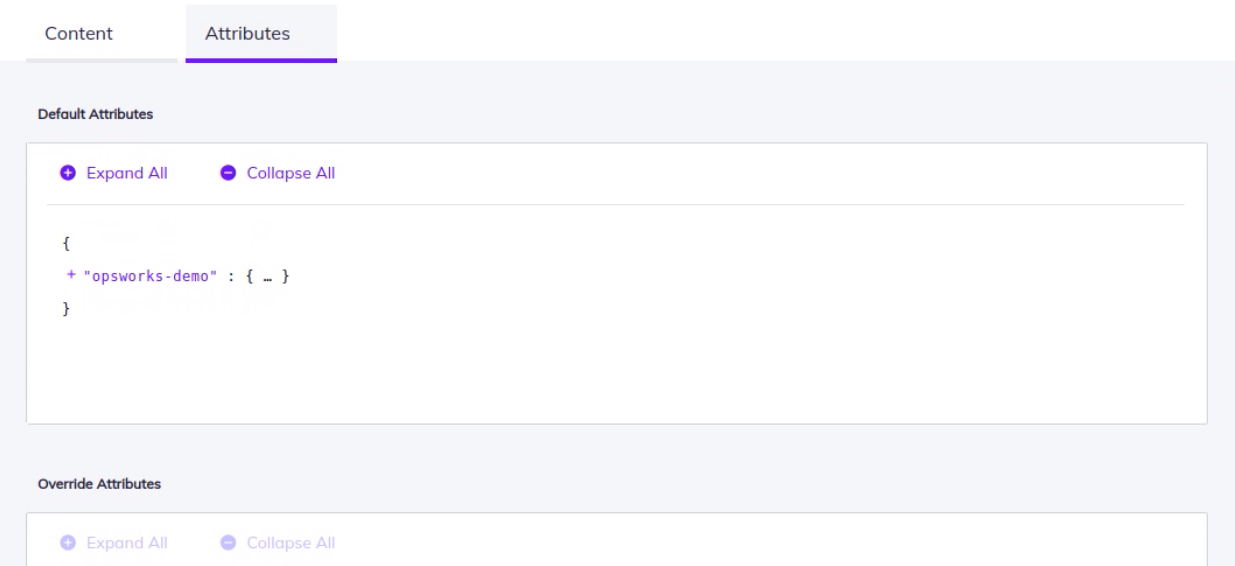 Content Attributes
Default Attributes
Expand All Collapse All
{
+ "opsworks-demo" : { … }
}
Override Attributes
Expand All Collapse All